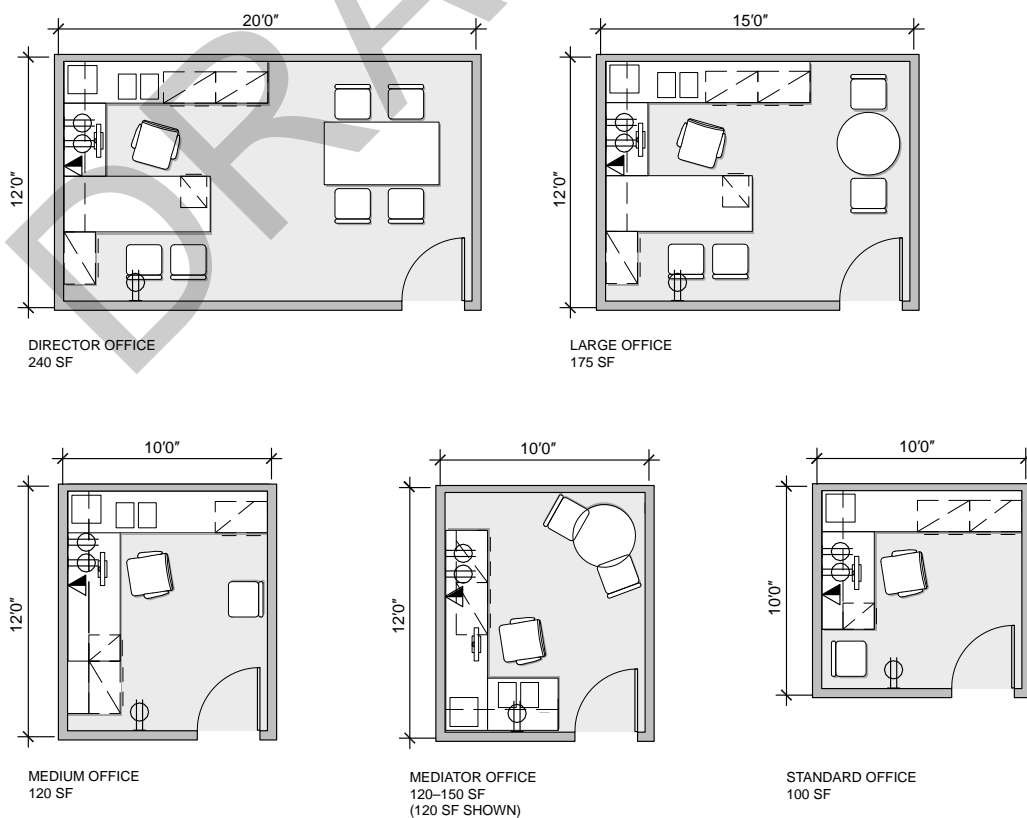 DRA
20'0"
15'0"
12'0"
12'0"
DIRECTOR OFFICE
240 SF
LARGE OFFICE
175 SF
10'0"
10'0"
10'0"
12'0"
12'0"
10'0"
MEDIUM OFFICE
120 SF
MEDIATOR OFFICE
120–150 SF
(120 SF SHOWN)
STANDARD OFFICE
100 SF